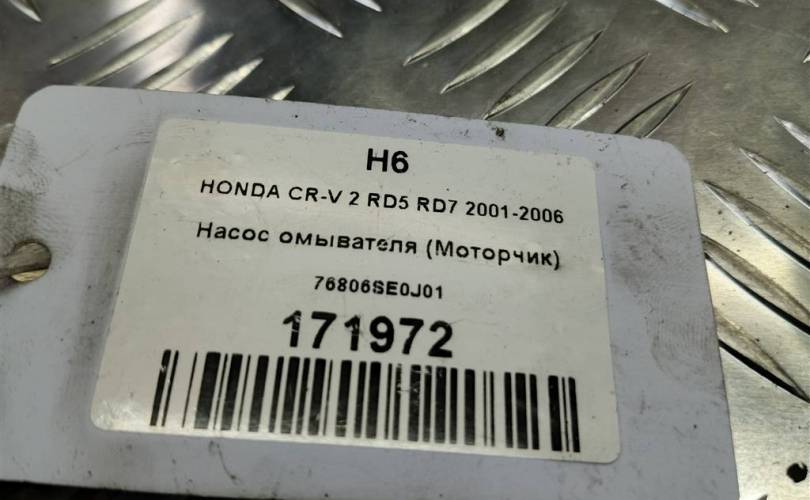 H6
HONDA CR-V 2 RD5 RD7 2001-2006
Насос омывателя (Моторчик)
76806SE0J01
171972